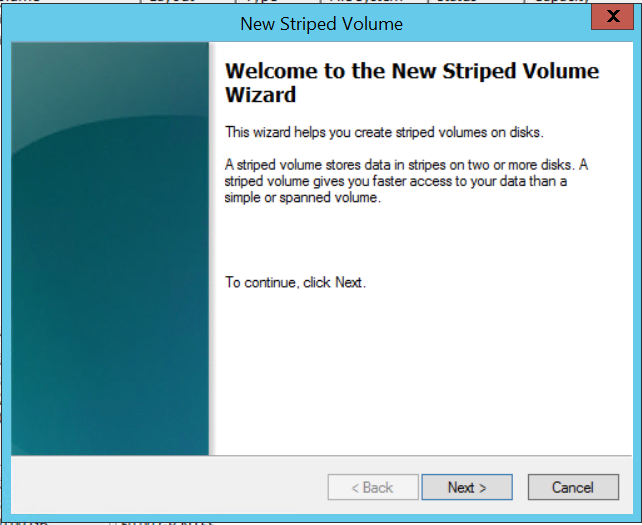 New Striped Volume
X
Welcome to the New Striped Volume
Wizard
This wizard helps you create striped volumes on disks.
A striped volume stores data in stripes on two or more disks. A
striped volume gives you faster access to your data than a
simple or spanned volume.
To continue, click Next.
< Back
Next >
Cancel